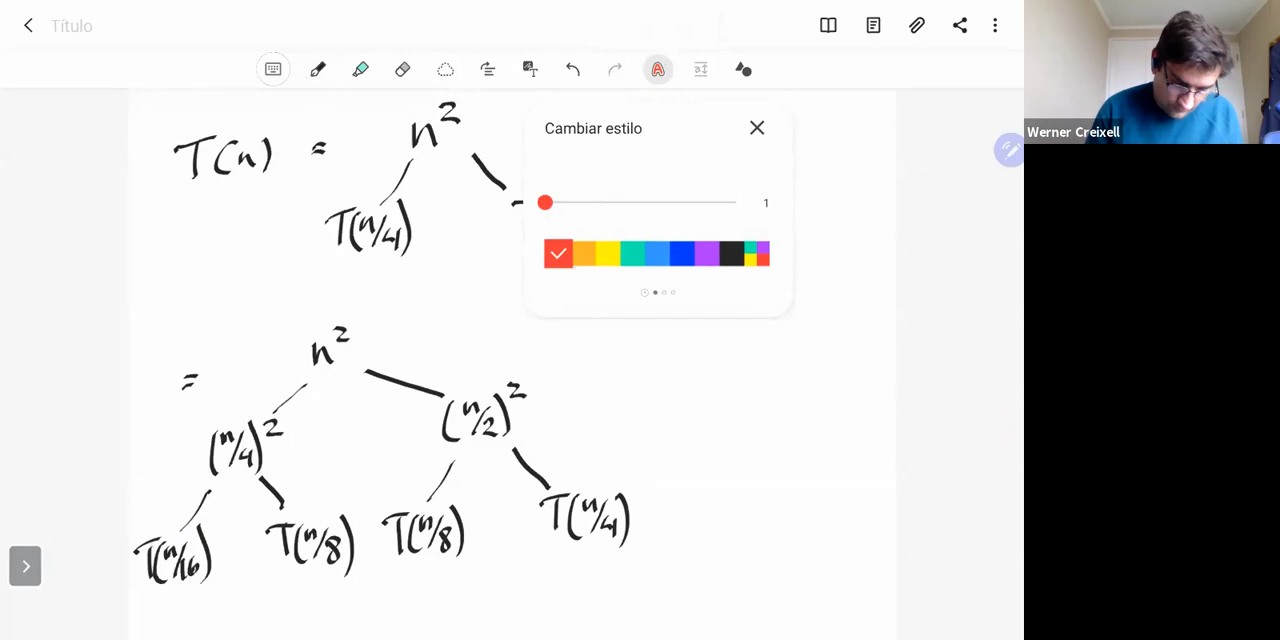 Título
T(n) = n²
T(n/4)
Cambiar estilo
1
= n²
(n/4)² (n/2)²
T(n/16) T(n/8) T(n/8) T(n/4)
Werner Creixell